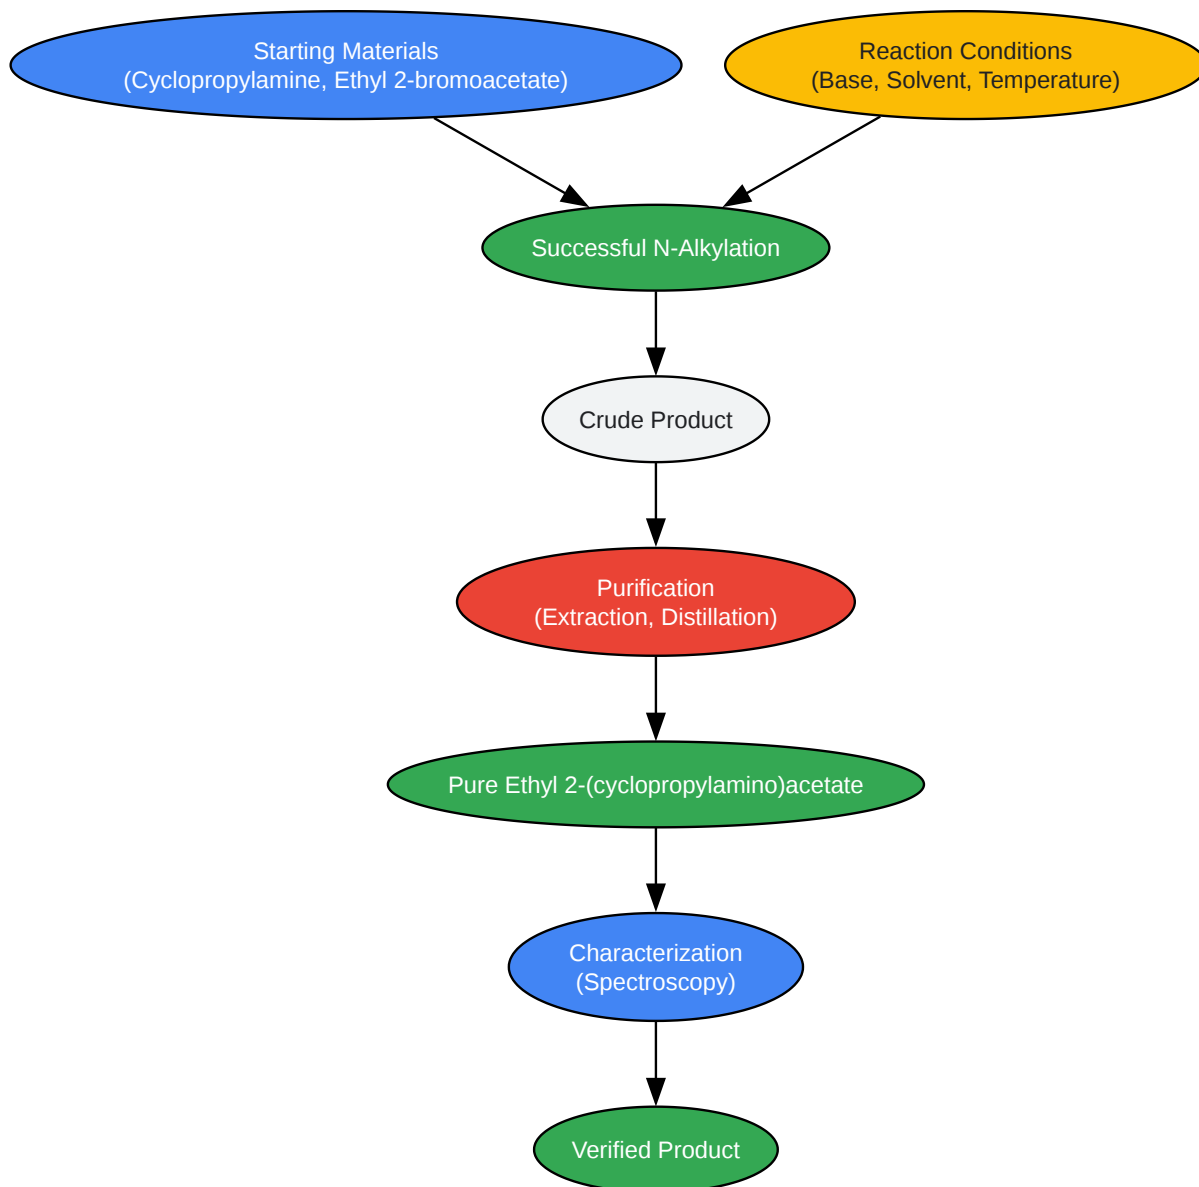 Starting Materials
(Cyclopropylamine, Ethyl 2-bromoacetate)
Reaction Conditions
(Base, Solvent, Temperature)
Successful N-Alkylation
Crude Product
Purification
(Extraction, Distillation)
Pure Ethyl 2-(cyclopropylamino)acetate
Characterization
(Spectroscopy)
Verified Product